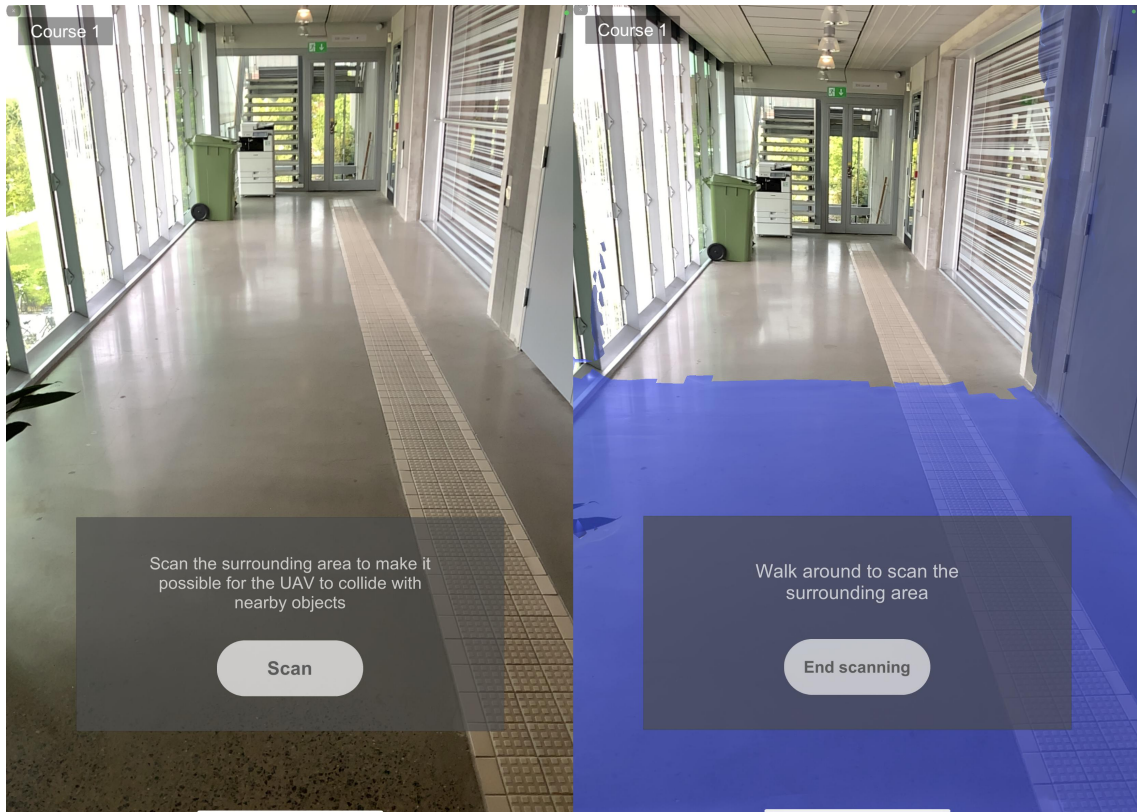 Course 1
Scan the surrounding area to make it
possible for the UAV to collide with
nearby objects
Scan
Course 1
Walk around to scan the
surrounding area
End scanning